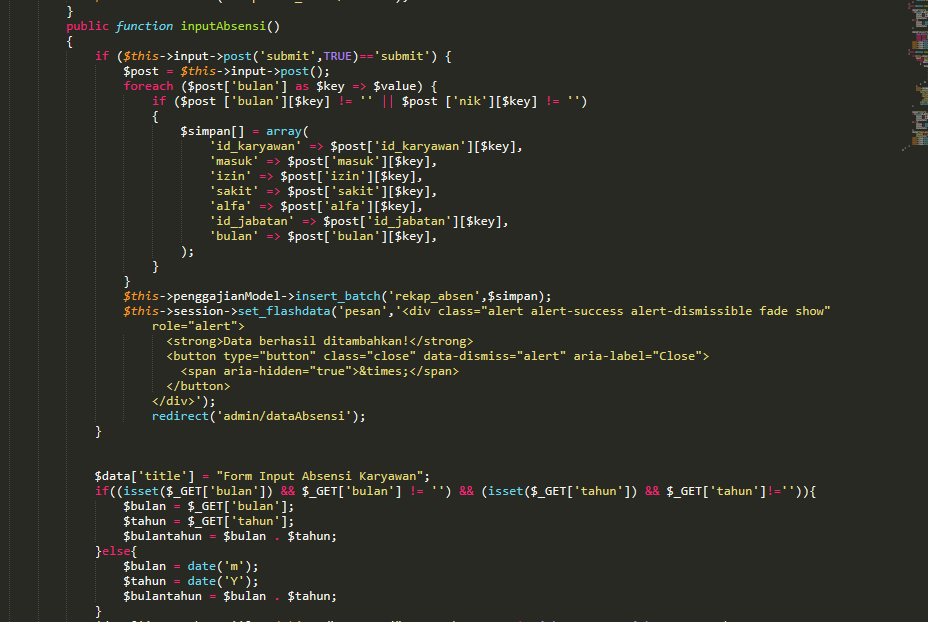 }
public function inputAbsensi()
{
if ($this->input->post('submit',TRUE)=='submit') {
$post = $this->input->post();
foreach ($post['bulan'] as $key => $value) {
if ($post ['bulan'][$key] != '' || $post ['nik'][$key] != '')
{
$simpan[] = array(
'id_karyawan' => $post['id_karyawan'][$key],
'masuk' => $post['masuk'][$key],
'izin' => $post['izin'][$key],
'sakit' => $post['sakit'][$key],
'alfa' => $post['alfa'][$key],
'id_jabatan' => $post['id_jabatan'][$key],
'bulan' => $post['bulan'][$key],
);
}
}
$this->penggajianModel->insert_batch('rekap_absen',$simpan);
$this->session->set_flashdata('pesan','<div class="alert alert-success alert-dismissible fade show"
role="alert">
<strong>Data berhasil ditambahkan!</strong>
<button type="button" class="close" data-dismiss="alert" aria-label="Close">
<span aria-hidden="true">&times;</span>
</button>
</div>');
redirect('admin/dataAbsensi');
}
$data['title'] = "Form Input Absensi Karyawan";
if((isset($_GET['bulan']) && $_GET['bulan'] != '') && (isset($_GET['tahun']) && $_GET['tahun']!='')){
$bulan = $_GET['bulan'];
$tahun = $_GET['tahun'];
$bulantahun = $bulan . $tahun;
}else{
$bulan = date('m');
$tahun = date('Y');
$bulantahun = $bulan . $tahun;
}